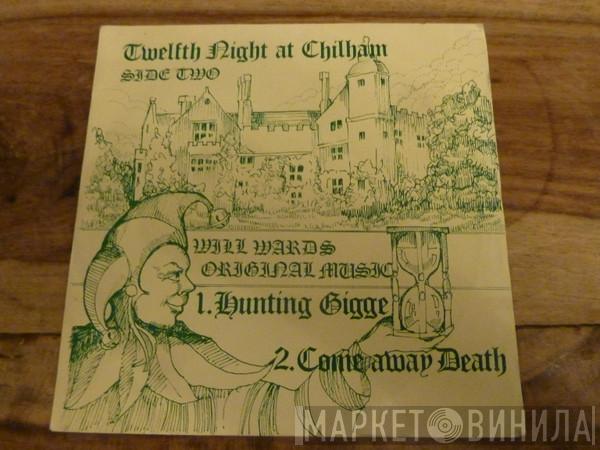 Twelfth Night at Chilham
SIDE TWO
WILL WARDS
ORIGINAL MUSIC
1. Hunting Gigge
2. Come away Death
МАРКЕТ ВИНИЛА